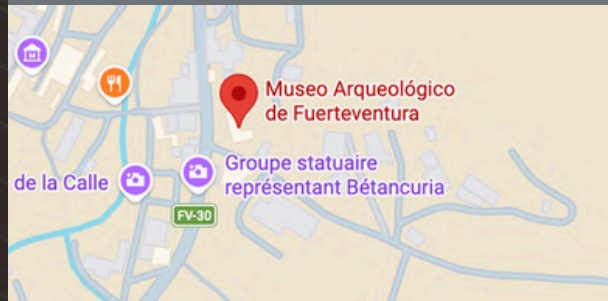 Museo Arqueológico
de Fuerteventura
Groupe statuaire
représentant Bétancuria
de la Calle
FV-30